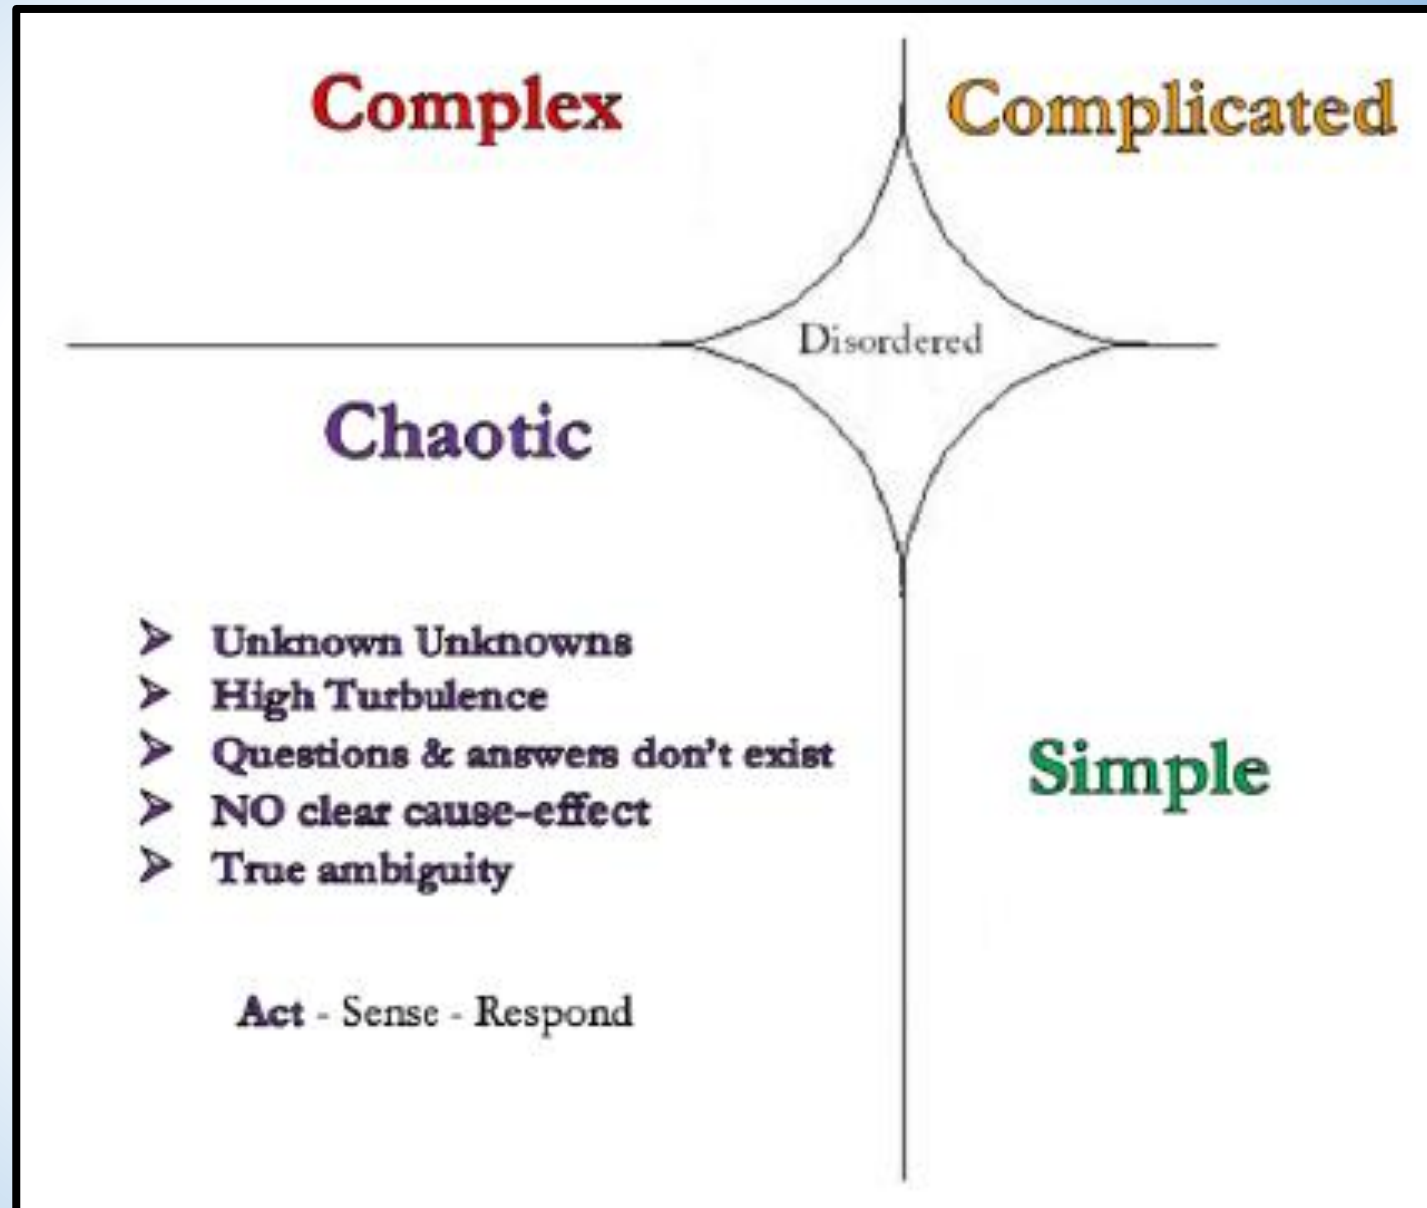 Complex
Complicated
Disordered
Chaotic
Unknown Unknowns
High Turbulence
Questions & answers don't exist
NO clear cause-effect
True ambiguity
Simple
Act - Sense - Respond